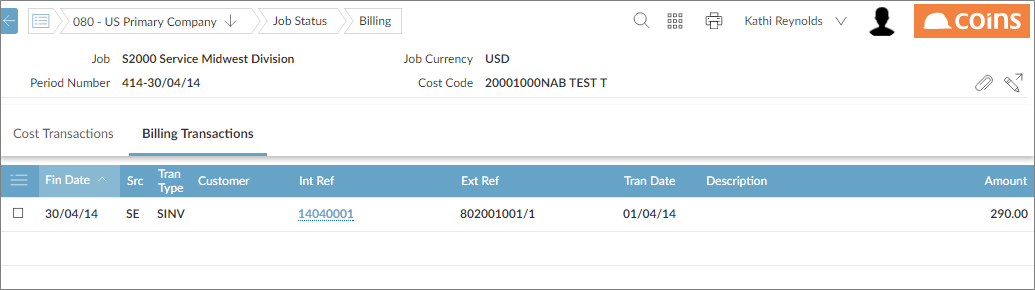 080 - US Primary Company Job Status Billing Kathi Reynolds coins
Job S2000 Service Midwest Division Job Currency USD
Period Number 414-30/04/14 Cost Code 20001000NAB TEST T
Cost Transactions Billing Transactions
Fin Date Src Tran Type Customer Int Ref Ext Ref Tran Date Description Amount
30/04/14 SE SINV 14040001 802001001/1 01/04/14 290.00